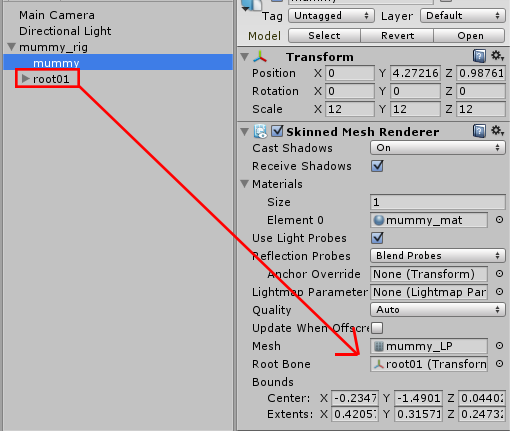 Main Camera
Directional Light
mummy_rig
mummy
root01
Tag Untagged Layer Default
Model Select Revert Open
Transform
Position X 0 Y 4.27216 Z 0.98761
Rotation X 0 Y 0 Z 0
Scale X 12 Y 12 Z 12
Skinned Mesh Renderer
Cast Shadows On
Receive Shadows
Materials
Size 1
Element 0 mummy_mat
Use Light Probes
Reflection Probes Blend Probes
Anchor Override None (Transform)
Lightmap Parameter None (Lightmap Par
Quality Auto
Update When Offscre
Mesh mummy_LP
Root Bone root01 (Transform
Bounds
Center: X -0.2347 Y -1.4901 Z 0.04402
Extents: X 0.42057 Y 0.31571 Z 0.24732